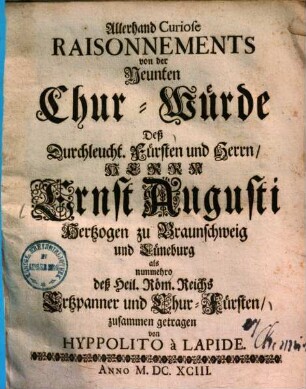 Allerhand Curiose
RAISONNEMENTS
von der
Neunten
Chur-Würde
Deß
Durchleucht. Fürsten und Herrn/
HERRN
Ernst Augusti
Hertzogen zu Braunschweig
und Lüneburg
als
nunmehro
deß Heil. Röm. Reichs
Ertzpanner und Chur-Fürsten/
zusammen getragen
von
HYPPOLITO à LAPIDE.
ANNO M. DC. XCIII.